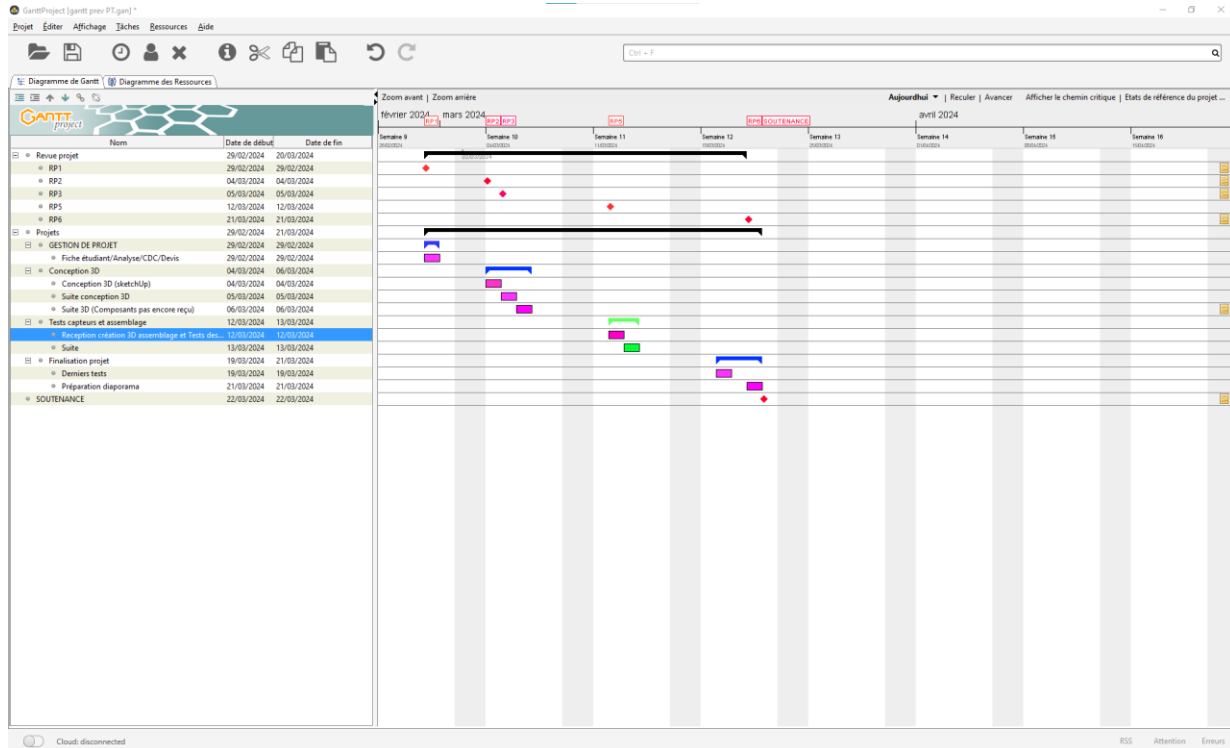 GanttProject [gantt prev PT.gan] *
Projet Éditer Affichage Tâches Ressources Aide
Ctrl + F
Diagramme de Gantt Diagramme des Ressources
Zoom avant | Zoom arrière Aujourdhui | Reculer | Avancer Afficher le chemin critique | Etats de référence du projet ...
GANTT project
février 2024 mars 2024 avril 2024
RP1 RP2 RP3 RP5 RP6 SOUTENANCE
Nom Date de début Date de fin
Semaine 9 Semaine 10 Semaine 11 Semaine 12 Semaine 13 Semaine 14 Semaine 15 Semaine 16
Revue projet 29/02/2024 20/03/2024
RP1 29/02/2024 29/02/2024
RP2 04/03/2024 04/03/2024
RP3 05/03/2024 05/03/2024
RP5 12/03/2024 12/03/2024
RP6 21/03/2024 21/03/2024
Projets 29/02/2024 21/03/2024
GESTION DE PROJET 29/02/2024 29/02/2024
Fiche étudiant/Analyse/CDC/Devis 29/02/2024 29/02/2024
Conception 3D 04/03/2024 06/03/2024
Conception 3D (sketchUp) 04/03/2024 04/03/2024
Suite conception 3D 05/03/2024 05/03/2024
Suite 3D (Composants pas encore reçu) 06/03/2024 06/03/2024
Tests capteurs et assemblage 12/03/2024 13/03/2024
Reception création 3D assemblage et Tests des... 12/03/2024 12/03/2024
Suite 13/03/2024 13/03/2024
Finalisation projet 19/03/2024 21/03/2024
Derniers tests 19/03/2024 19/03/2024
Préparation diaporama 21/03/2024 21/03/2024
SOUTENANCE 22/03/2024 22/03/2024
Cloud: disconnected RSS Attention Erreurs